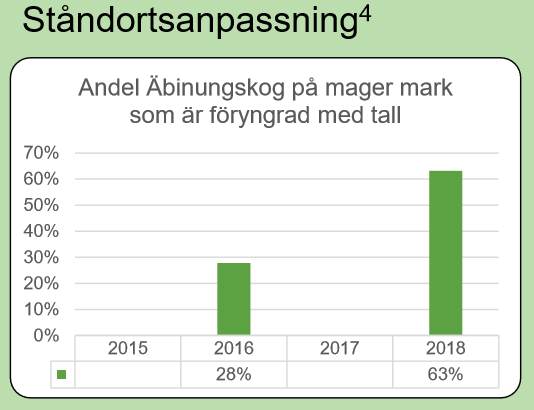 Ståndortsanpassning⁴
Andel Äbinungskog på mager mark
som är föryngrad med tall
70%
60%
50%
40%
30%
20%
10%
0%
2015 2016 2017 2018
28% 63%